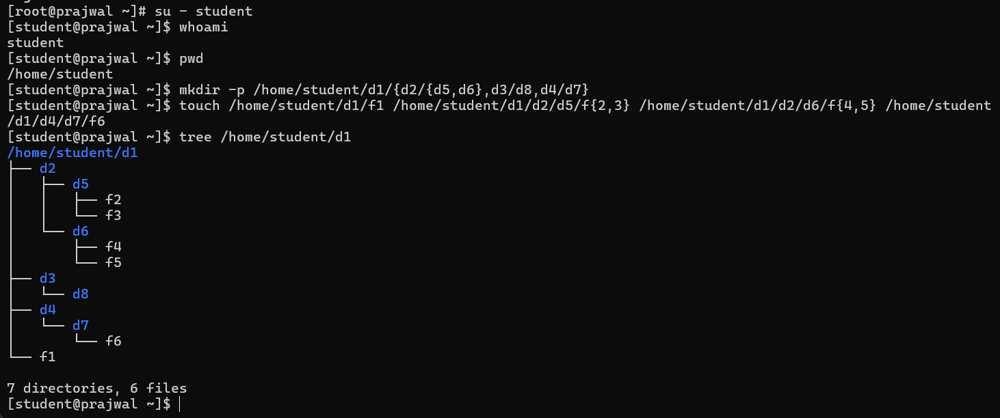 [root@prajwal ~]# su - student
[student@prajwal ~]$ whoami
student
[student@prajwal ~]$ pwd
/home/student
[student@prajwal ~]$ mkdir -p /home/student/d1/{d2/{d5,d6},d3/d8,d4/d7}
[student@prajwal ~]$ touch /home/student/d1/f1 /home/student/d1/d2/d5/f{2,3} /home/student/d1/d2/d6/f{4,5} /home/student
/d1/d4/d7/f6
[student@prajwal ~]$ tree /home/student/d1
/home/student/d1
├── d2
│   ├── d5
│   │   ├── f2
│   │   └── f3
│   └── d6
│       ├── f4
│       └── f5
├── d3
│   └── d8
├── d4
│   └── d7
│       └── f6
└── f1
7 directories, 6 files
[student@prajwal ~]$